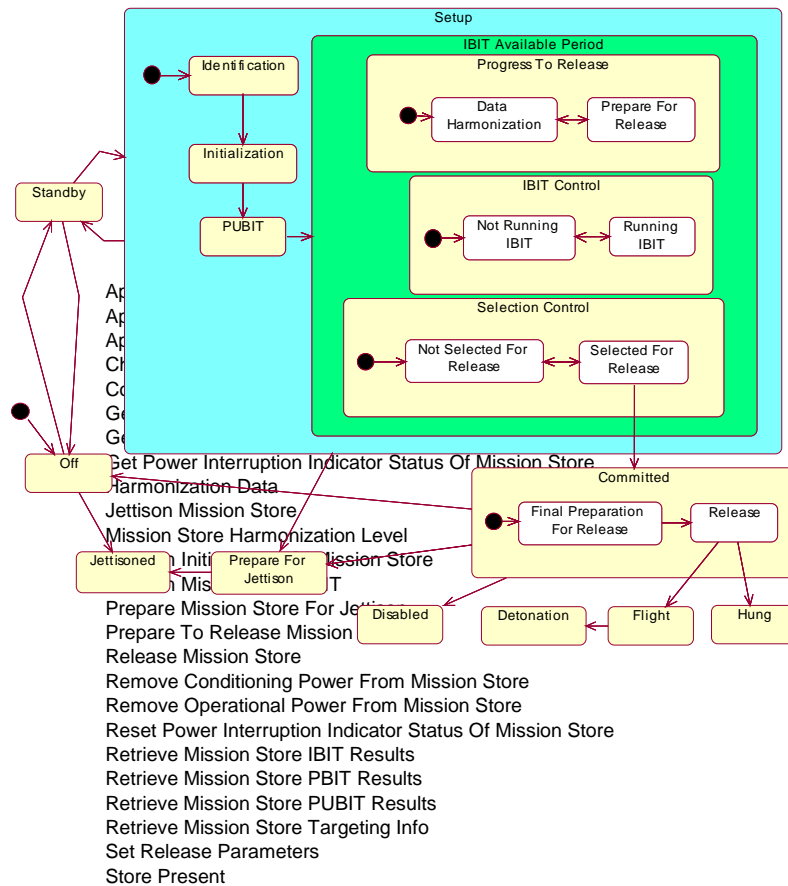 Setup
IBIT Available Period
Identification
Progress To Release
Data
Harmonization
Prepare For
Release
Initialization
Standby
IBIT Control
PUBIT
Not Running
IBIT
Running
IBIT
Selection Control
Not Selected For
Release
Selected For
Release
Off
Get Power Interruption Indicator Status Of Mission Store
Harmonization Data
Committed
Jettison Mission Store
Final Preparation
For Release
Release
Mission Store Harmonization Level
Jettisoned
Prepare For
Jettison
Mission Store
Prepare Mission Store For Jettison
Disabled
Detonation
Flight
Hung
Prepare To Release Mission
Release Mission Store
Remove Conditioning Power From Mission Store
Remove Operational Power From Mission Store
Reset Power Interruption Indicator Status Of Mission Store
Retrieve Mission Store IBIT Results
Retrieve Mission Store PBIT Results
Retrieve Mission Store PUBIT Results
Retrieve Mission Store Targeting Info
Set Release Parameters
Store Present